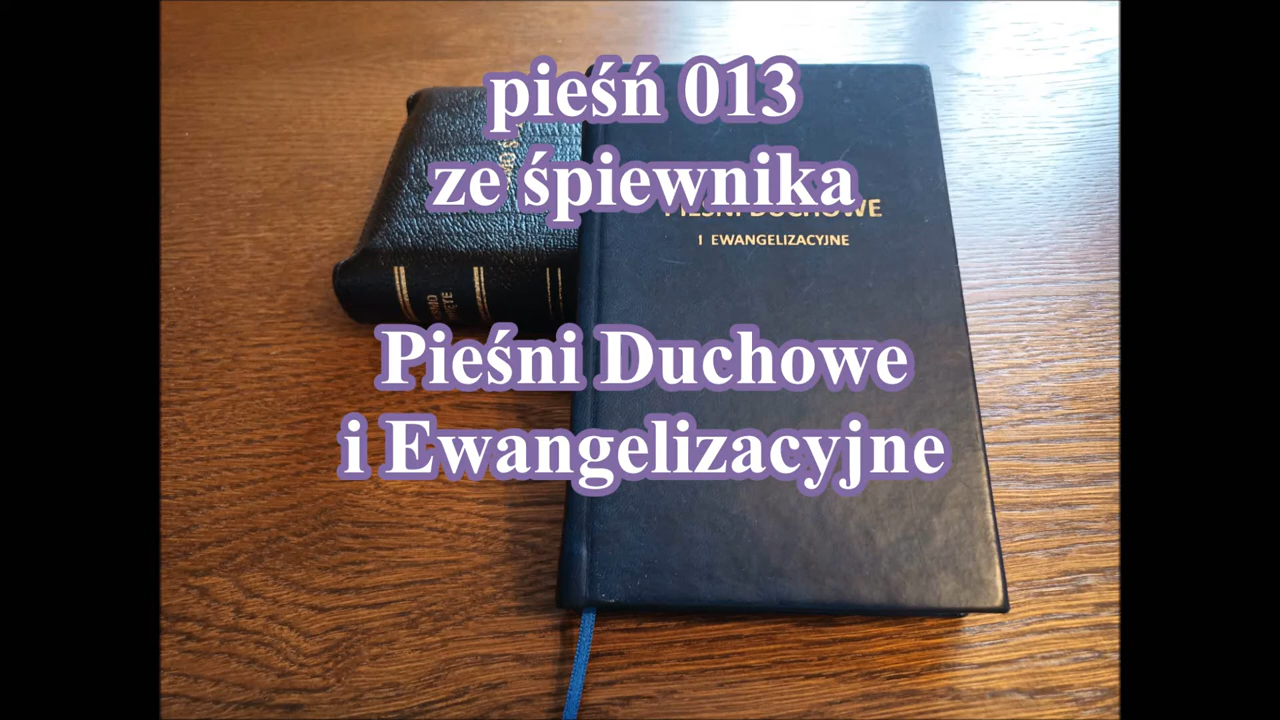 pieśń 013
ze śpiewnika
PIEŚNI DUCHOWE
I EWANGELIZACYJNE
Pieśni Duchowe
i Ewangelizacyjne